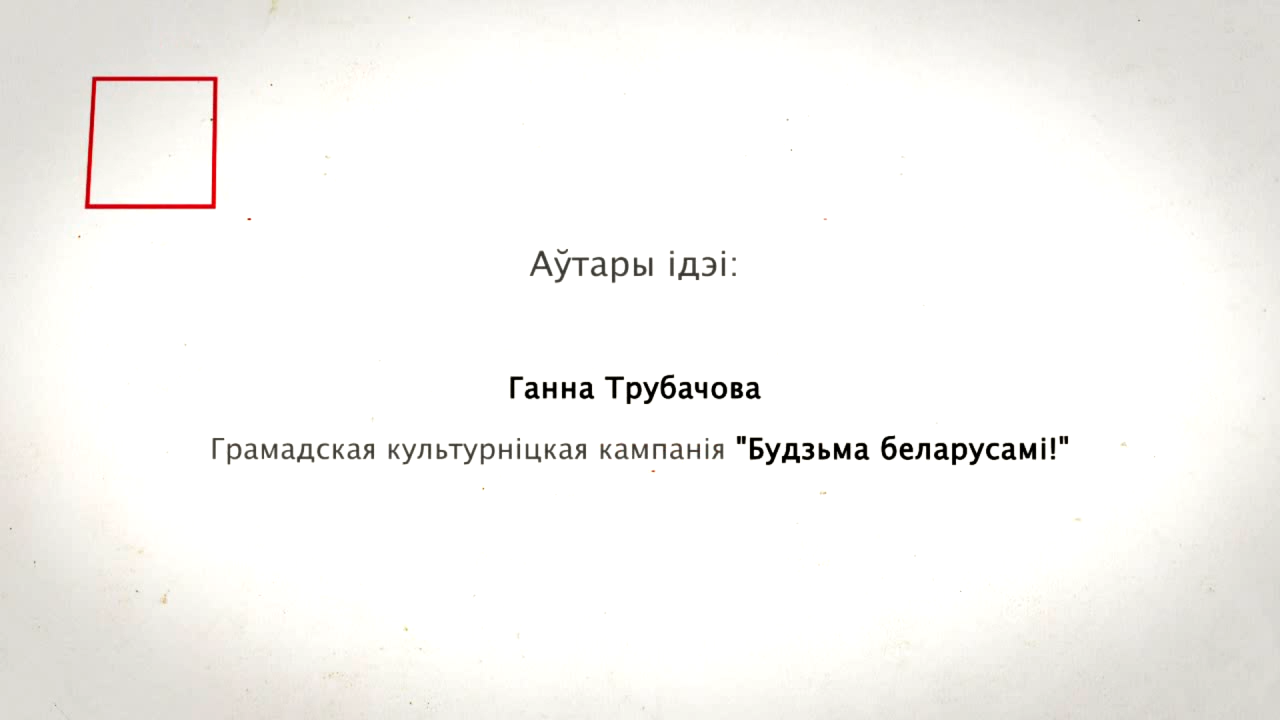 Аўтары ідэі:
Ганна Трубачова
Грамадская культурніцкая кампанія "Будзьма беларусамі!"